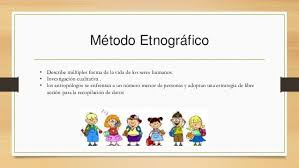 Método Etnográfico
• Describe múltiples forma de la vida de los seres humanos.
• Investigación cualitativa .
• los antropólogos se enfrentan a un número menor de personas y adoptan una estrategia de libre
acción para la recopilación de datos